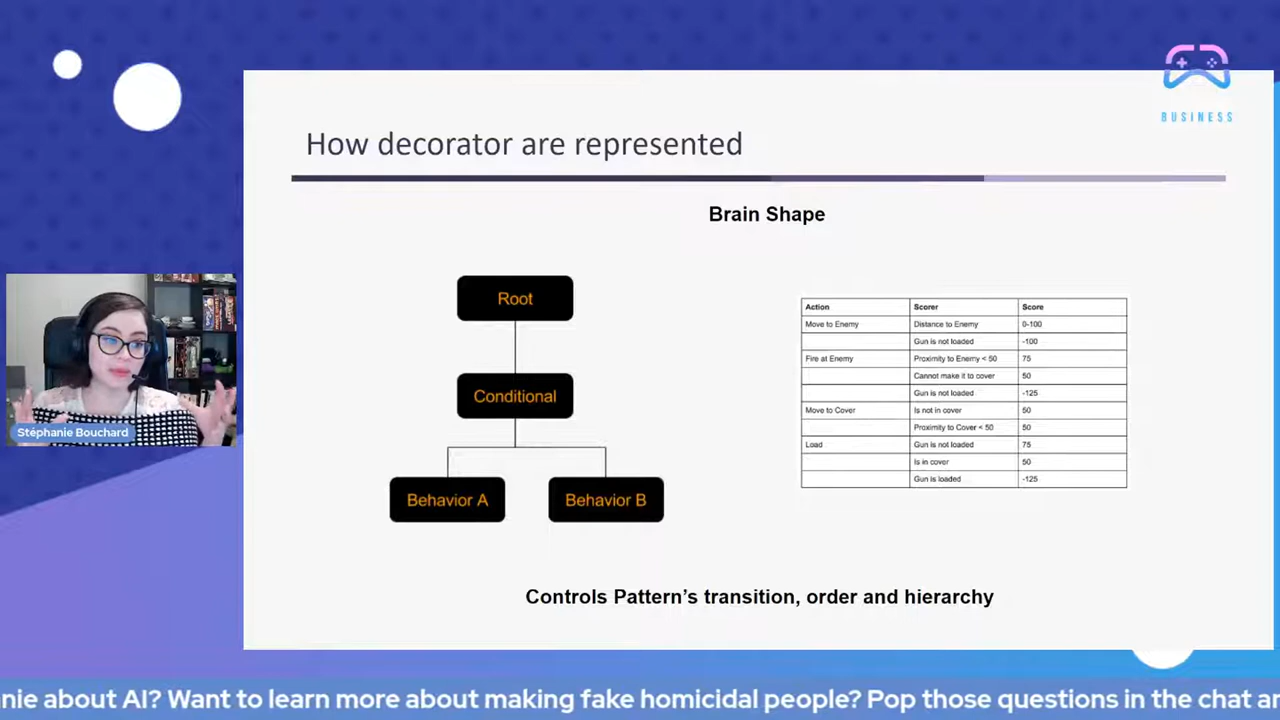 BUSINESS
How decorator are represented
Brain Shape
Root
Conditional
Behavior A Behavior B
Action Scorer Score
Move to Enemy Distance to Enemy 0-100
Gun is not loaded -100
Fire at Enemy Proximity to Enemy < 50 75
Cannot make it to cover 50
Gun is not loaded -125
Move to Cover Is not in cover 50
Proximity to Cover < 50 50
Load Gun is not loaded 75
Is in cover 50
Gun is loaded -125
Stéphanie Bouchard
Controls Pattern’s transition, order and hierarchy
nie about AI? Want to learn more about making fake homicidal people? Pop those questions in the chat an